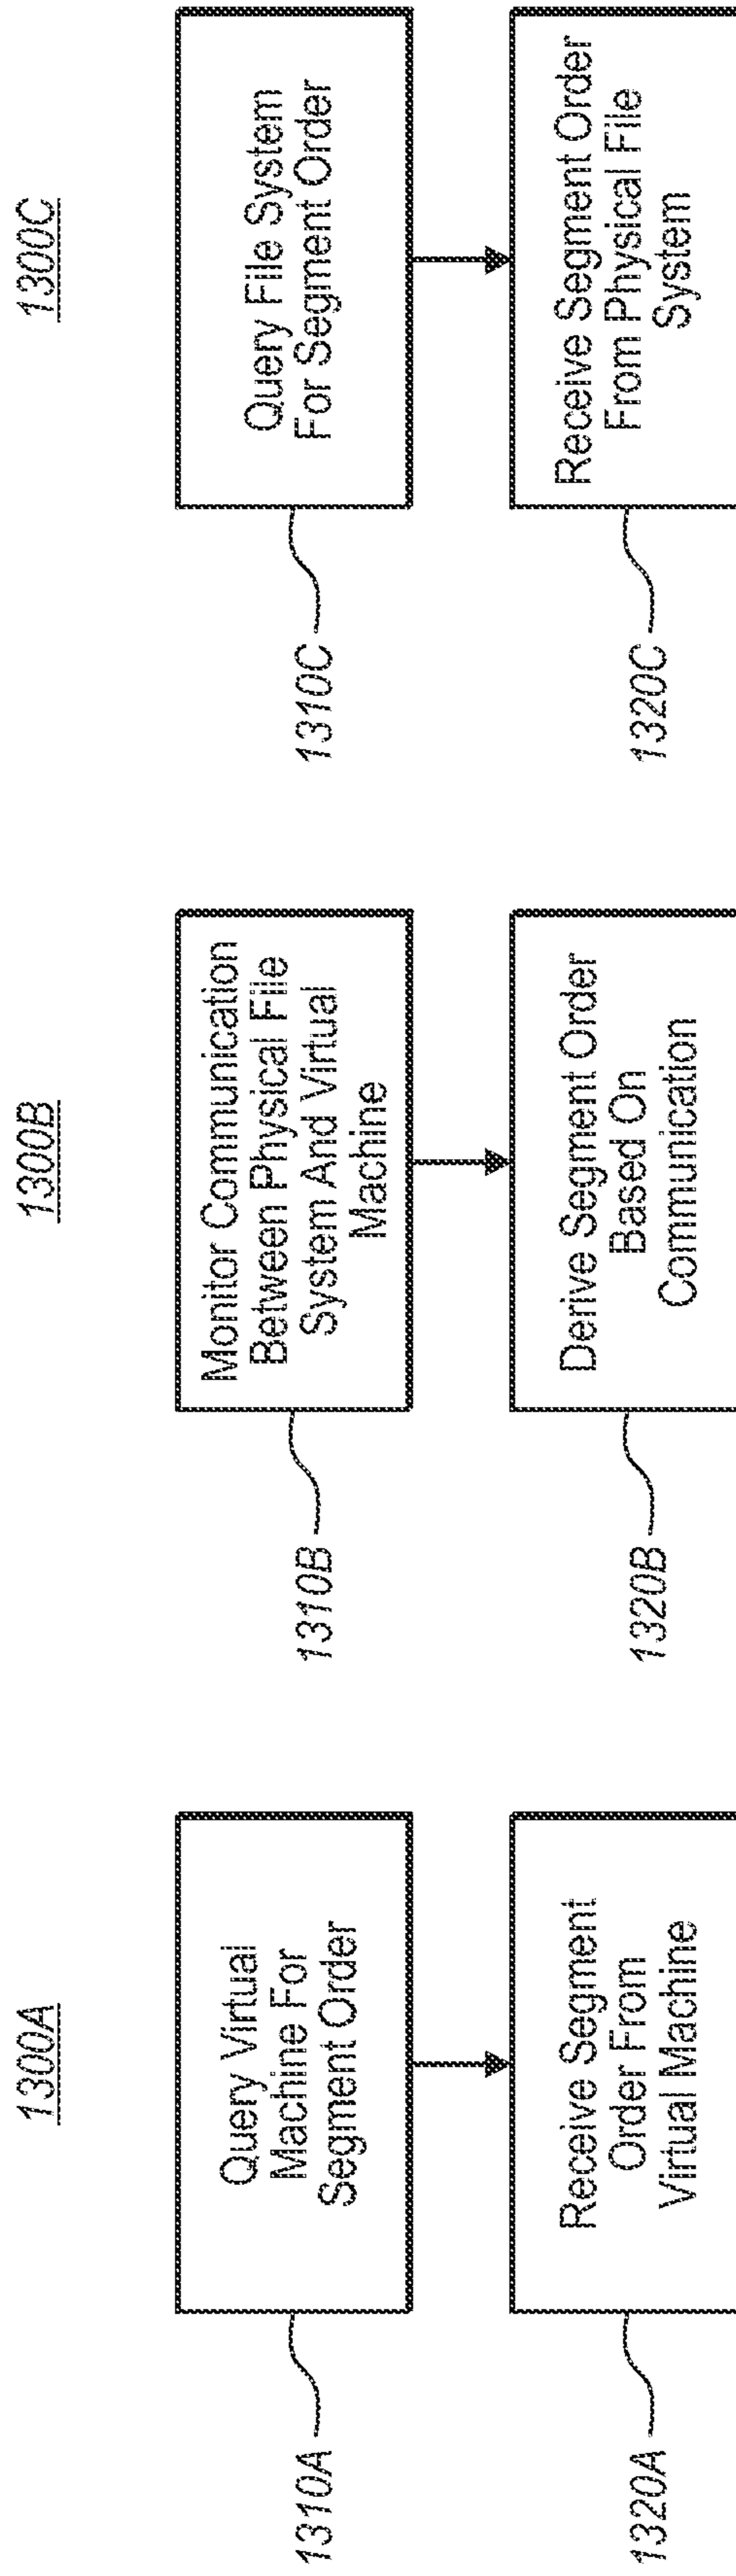 1300A
1310A
Query Virtual
Machine For
Segment Order
1320A
Receive Segment
Order From
Virtual Machine
1300B
1310B
Monitor Communication
Between Physical File
System And Virtual
Machine
1320B
Derive Segment Order
Based On
Communication
1300C
1310C
Query File System
For Segment Order
1320C
Receive Segment Order
From Physical File
System